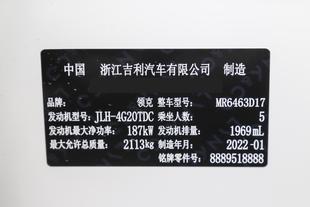 中国 浙江吉利汽车有限公司 制造
品牌: 领克 整车型号: MR6463D17
发动机型号: JLH-4G20TDC 乘坐人数: 5
发动机最大净功率: 187kW 发动机排量: 1969mL
最大允许总质量: 2113kg 制造年月: 2022-01
铭牌零件号: 8889518888